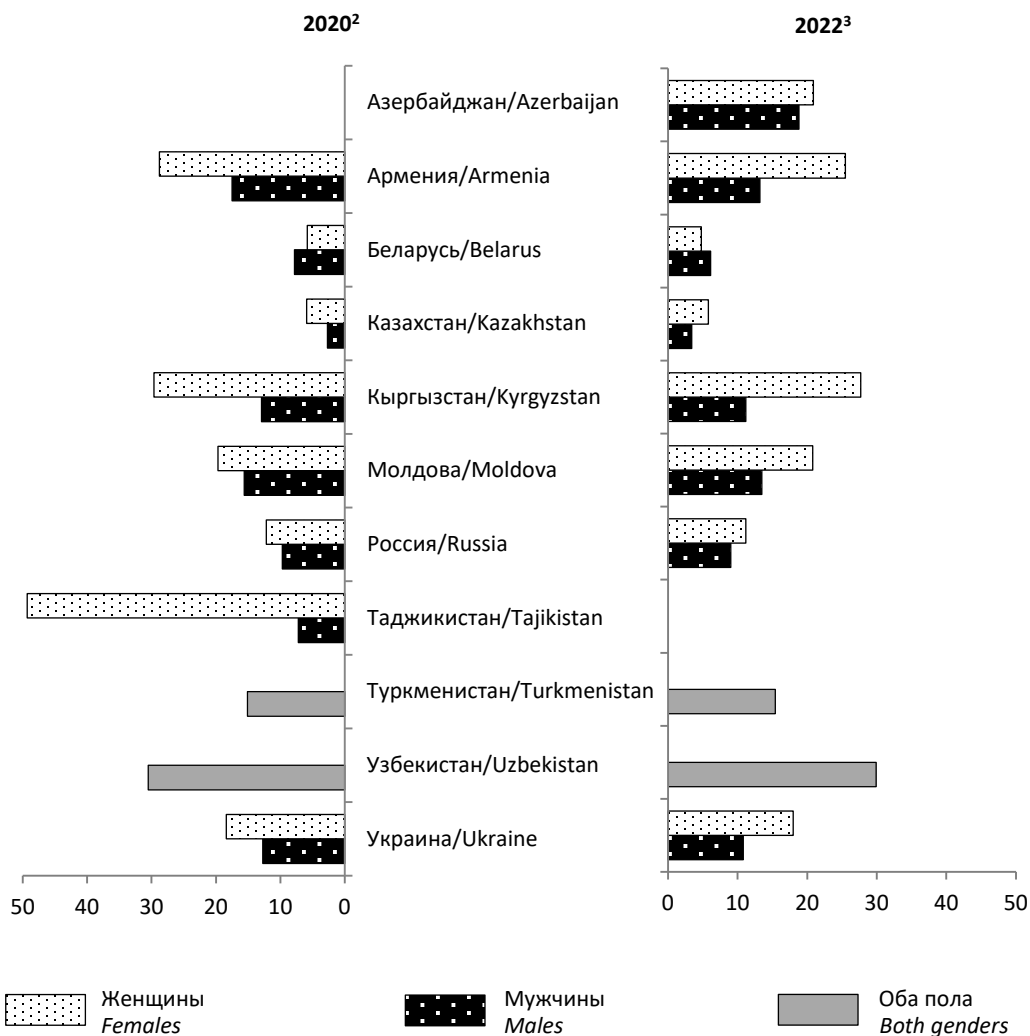 2020²
2022³
Азербайджан/Azerbaijan
Армения/Armenia
Беларусь/Belarus
Казахстан/Kazakhstan
Кыргызстан/Kyrgyzstan
Молдова/Moldova
Россия/Russia
Таджикистан/Tajikistan
Туркменистан/Turkmenistan
Узбекистан/Uzbekistan
Украина/Ukraine
50 40 30 20 10 0
0 10 20 30 40 50
Женщины
Females
Мужчины
Males
Оба пола
Both genders